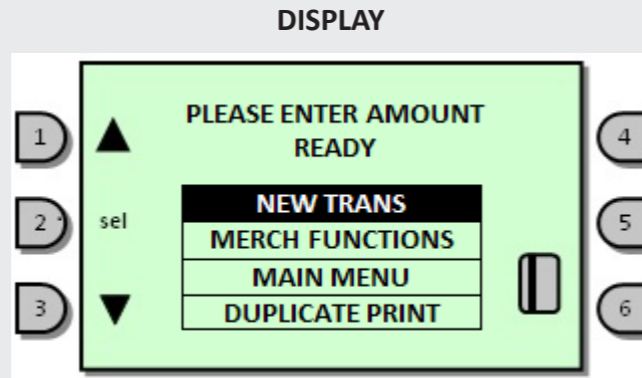 DISPLAY
PLEASE ENTER AMOUNT
READY
1
4
NEW TRANS
2
sel
5
MERCH FUNCTIONS
MAIN MENU
3
6
DUPLICATE PRINT